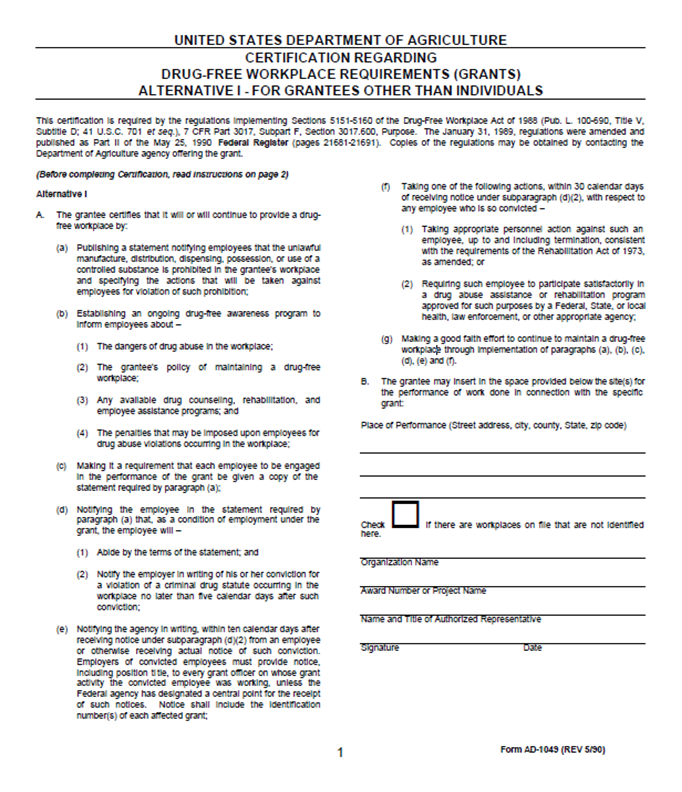 UNITED STATES DEPARTMENT OF AGRICULTURE
CERTIFICATION REGARDING
DRUG-FREE WORKPLACE REQUIREMENTS (GRANTS)
ALTERNATIVE I - FOR GRANTEES OTHER THAN INDIVIDUALS
This certification is required by the regulations implementing Sections 5151-5160 of the Drug-Free Workplace Act of 1988 (Pub. L. 100-690, Title V,
Subtitle D; 41 U.S.C. 701 et seq.), 7 CFR Part 3017, Subpart F, Section 3017.600, Purpose. The January 31, 1989, regulations were amended and
published as Part II of the May 25, 1990 Federal Register (pages 21681-21691). Copies of the regulations may be obtained by contacting the
Department of Agriculture agency offering the grant.
(Before completing Certification, read instructions on page 2)
Alternative I
A. The grantee certifies that it will or will continue to provide a drug-
free workplace by:
(a) Publishing a statement notifying employees that the unlawful
manufacture, distribution, dispensing, possession, or use of a
controlled substance is prohibited in the grantee's workplace
and specifying the actions that will be taken against
employees for violation of such prohibition;
(b) Establishing an ongoing drug-free awareness program to
inform employees about –
(1) The dangers of drug abuse in the workplace;
(2) The grantee's policy of maintaining a drug-free
workplace;
(3) Any available drug counseling, rehabilitation, and
employee assistance programs; and
(4) The penalties that may be imposed upon employees for
drug abuse violations occurring in the workplace;
(c) Making it a requirement that each employee to be engaged
in the performance of the grant be given a copy of the
statement required by paragraph (a);
(d) Notifying the employee in the statement required by
paragraph (a) that, as a condition of employment under the
grant, the employee will –
(1) Abide by the terms of the statement; and
(2) Notify the employer in writing of his or her conviction for
a violation of a criminal drug statute occurring in the
workplace no later than five calendar days after such
conviction;
(e) Notifying the agency in writing, within ten calendar days after
receiving notice under subparagraph (d)(2) from an employee
or otherwise receiving actual notice of such conviction.
Employers of convicted employees must provide notice,
including position title, to every grant officer on whose grant
activity the convicted employee was working, unless the
Federal agency has designated a central point for the receipt
of such notices. Notice shall include the identification
number(s) of each affected grant;
(f) Taking one of the following actions, within 30 calendar days
of receiving notice under subparagraph (d)(2), with respect to
any employee who is so convicted –
(1) Taking appropriate personnel action against such an
employee, up to and including termination, consistent
with the requirements of the Rehabilitation Act of 1973,
as amended; or
(2) Requiring such employee to participate satisfactorily in
a drug abuse assistance or rehabilitation program
approved for such purposes by a Federal, State, or local
health, law enforcement, or other appropriate agency;
(g) Making a good faith effort to continue to maintain a drug-free
workplace through implementation of paragraphs (a), (b), (c),
(d), (e) and (f).
B. The grantee may insert in the space provided below the site(s) for
the performance of work done in connection with the specific
grant:
Place of Performance (Street address, city, county, State, zip code)
Check if there are workplaces on file that are not identified
here.
Organization Name
Award Number or Project Name
Name and Title of Authorized Representative
Signature Date
1
Form AD-1049 (REV 5/90)